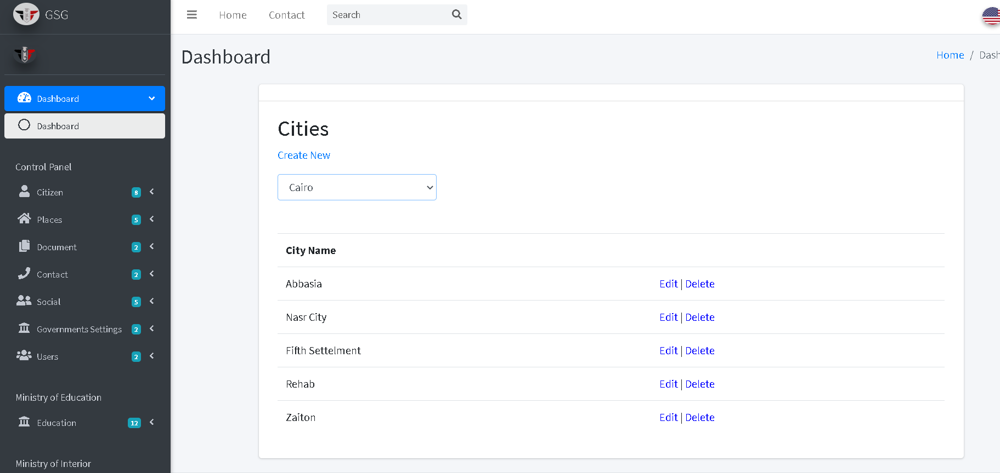 GSG
Home
Contact
Search
Dashboard
Home / Dash
Dashboard
Dashboard
Control Panel
Citizen 8
Places 5
Document 2
Contact 2
Social 5
Governments Settings 2
Users 2
Ministry of Education
Education 12
Ministry of Interior
Cities
Create New
Cairo
City Name
Abbasia Edit | Delete
Nasr City Edit | Delete
Fifth Settelment Edit | Delete
Rehab Edit | Delete
Zaiton Edit | Delete